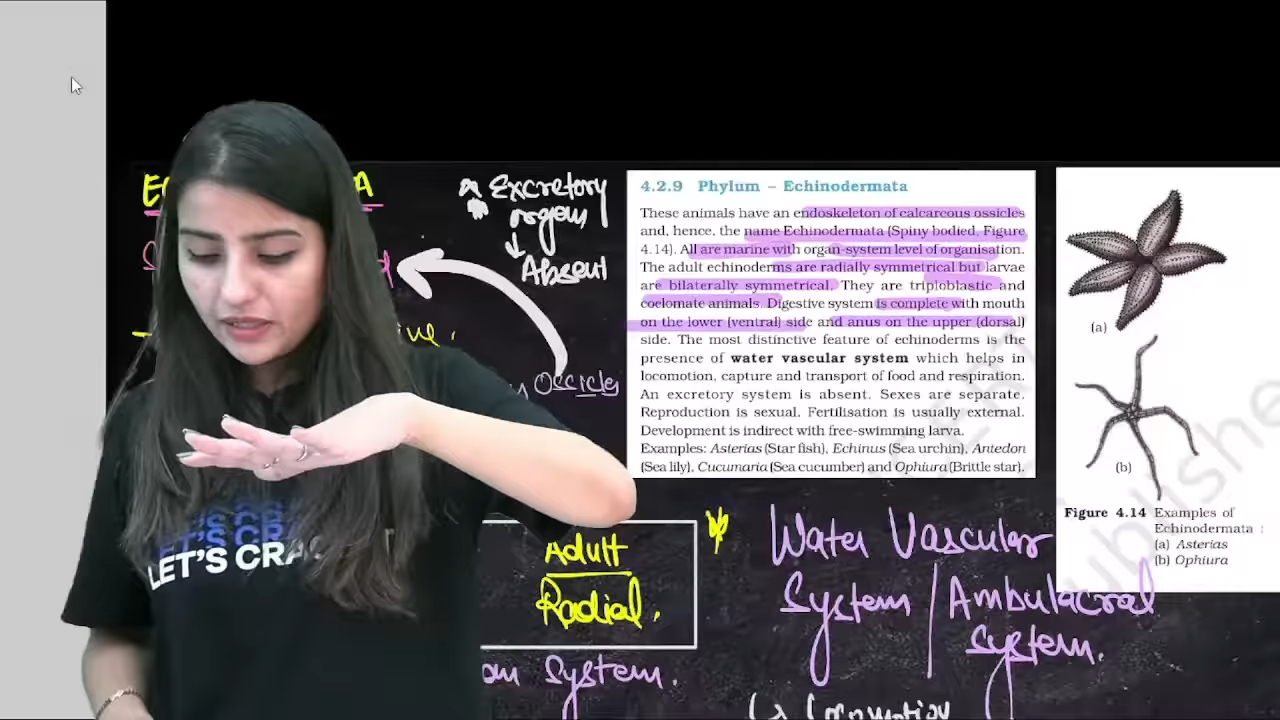 Excretory
organ
Absent
Ossicles
4.2.9 Phylum – Echinodermata
These animals have an endoskeleton of calcareous ossicles
and, hence, the name Echinodermata (Spiny bodied, Figure
4.14). All are marine with organ-system level of organisation.
The adult echinoderms are radially symmetrical but larvae
are bilaterally symmetrical. They are triploblastic and
coelomate animals. Digestive system is complete with mouth
on the lower (ventral) side and anus on the upper (dorsal)
side. The most distinctive feature of echinoderms is the
presence of water vascular system which helps in
locomotion, capture and transport of food and respiration.
An excretory system is absent. Sexes are separate.
Reproduction is sexual. Fertilisation is usually external.
Development is indirect with free-swimming larva.
Examples: Asterias (Star fish), Echinus (Sea urchin), Antedon
(Sea lily), Cucumaria (Sea cucumber) and Ophiura (Brittle star).
(a)
(b)
Figure 4.14 Examples of
Echinodermata :
(a) Asterias
(b) Ophiura
LET'S CRA
LET'S CRA
Adult
Radial.
System.
Water Vascular
System / Ambulacral
system.